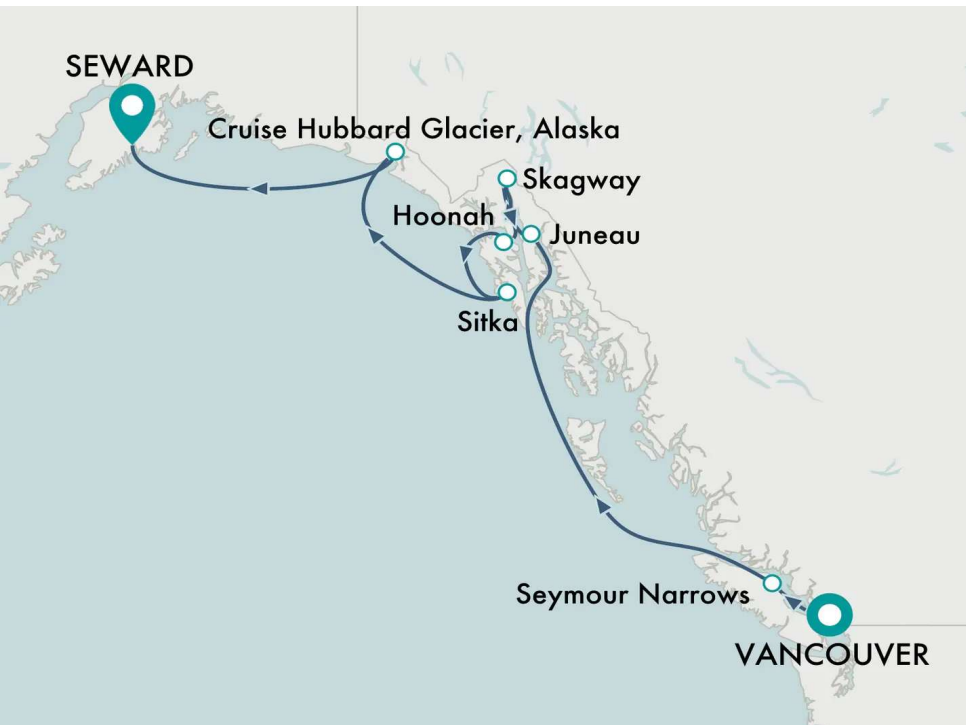 SEWARD
Cruise Hubbard Glacier, Alaska
Skagway
Hoonah
Juneau
Sitka
Seymour Narrows
VANCOUVER